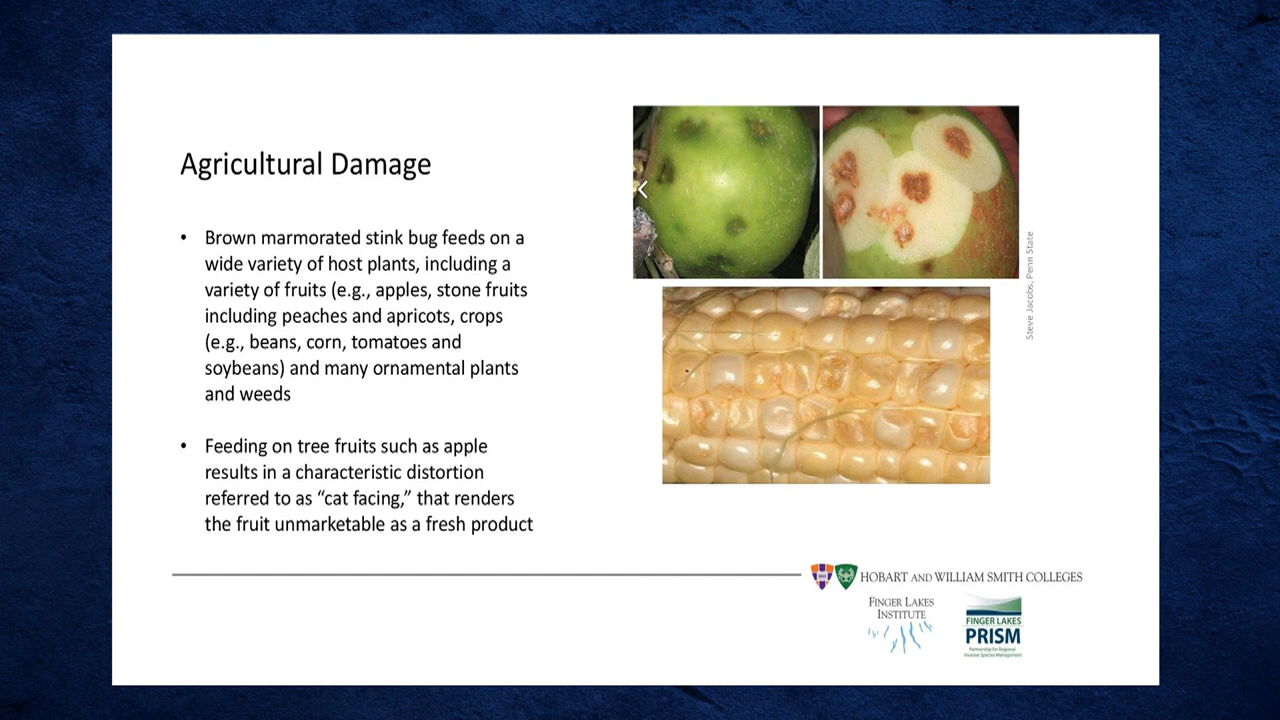 Agricultural Damage
• Brown marmorated stink bug feeds on a
wide variety of host plants, including a
variety of fruits (e.g., apples, stone fruits
including peaches and apricots, crops
(e.g., beans, corn, tomatoes and
soybeans) and many ornamental plants
and weeds
• Feeding on tree fruits such as apple
results in a characteristic distortion
referred to as “cat facing,” that renders
the fruit unmarketable as a fresh product
Steve Jacobs, Penn State
HOBART AND WILLIAM SMITH COLLEGES
FINGER LAKES
INSTITUTE
FINGER LAKES
PRISM
Partnership for Regional
Invasive Species Management